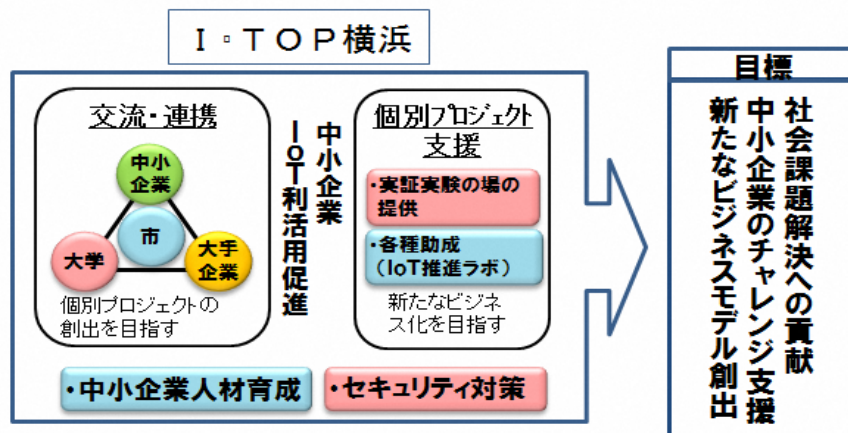 I・TOP横浜
交流・連携
中小
企業
市
大学
大手
企業
個別プロジェクトの
創出を目指す
中小企業
IoT利活用促進
個別プロジェクト
支援
・実証実験の場の
提供
・各種助成
（IoT推進ラボ）
新たなビジネ
ス化を目指す
・中小企業人材育成
・セキュリティ対策
目標
社会課題解決への貢献
中小企業のチャレンジ支援
新たなビジネスモデル創出